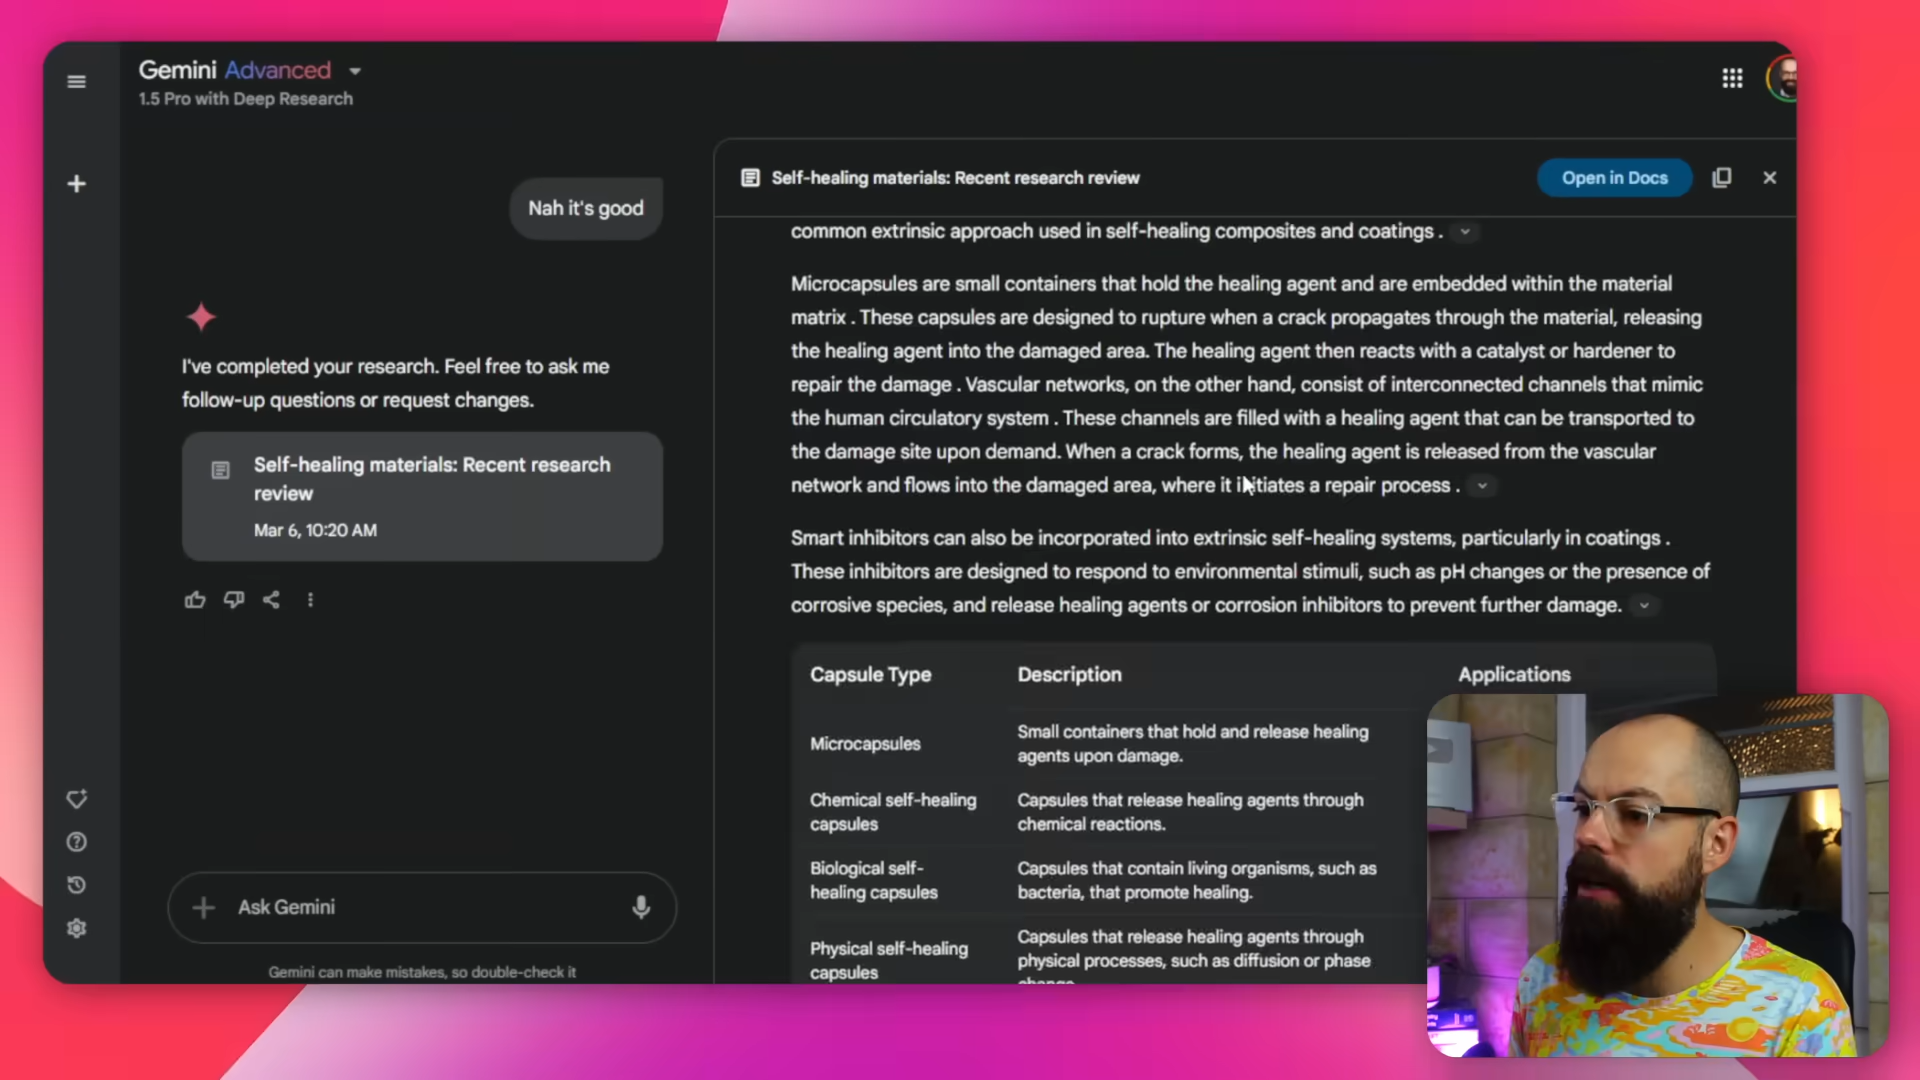 Gemini Advanced
1.5 Pro with Deep Research
Nah it's good
I've completed your research. Feel free to ask me
follow-up questions or request changes.
Self-healing materials: Recent research
review
Mar 6, 10:20 AM
Ask Gemini
Gemini can make mistakes, so double-check it
Self-healing materials: Recent research review
Open in Docs
common extrinsic approach used in self-healing composites and coatings .
Microcapsules are small containers that hold the healing agent and are embedded within the material
matrix . These capsules are designed to rupture when a crack propagates through the material, releasing
the healing agent into the damaged area. The healing agent then reacts with a catalyst or hardener to
repair the damage . Vascular networks, on the other hand, consist of interconnected channels that mimic
the human circulatory system . These channels are filled with a healing agent that can be transported to
the damage site upon demand. When a crack forms, the healing agent is released from the vascular
network and flows into the damaged area, where it initiates a repair process .
Smart inhibitors can also be incorporated into extrinsic self-healing systems, particularly in coatings .
These inhibitors are designed to respond to environmental stimuli, such as pH changes or the presence of
corrosive species, and release healing agents or corrosion inhibitors to prevent further damage.
Capsule Type Description Applications
Microcapsules
Small containers that hold and release healing
agents upon damage.
Chemical self-healing
capsules
Capsules that release healing agents through
chemical reactions.
Biological self-
healing capsules
Capsules that contain living organisms, such as
bacteria, that promote healing.
Physical self-healing
capsules
Capsules that release healing agents through
physical processes, such as diffusion or phase
change.